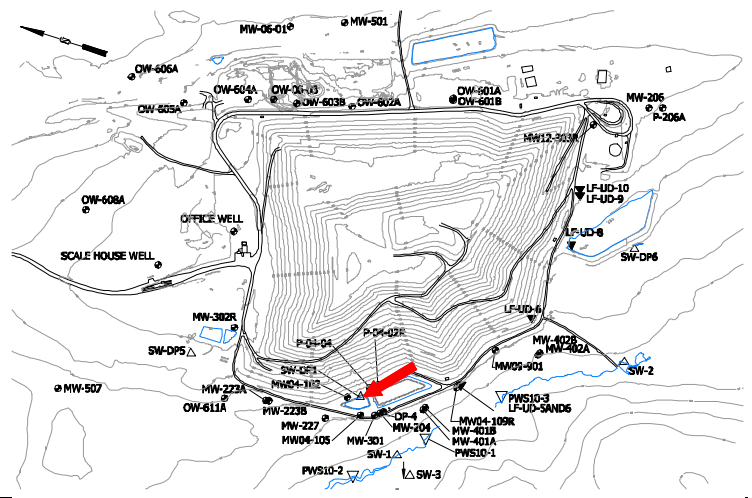 MW-501
MW-06-01
OW-606A
OW-604A
OW-601A
OW-601B
MW-206
P-206A
OW-605A
OW-603B
OW-602A
MW12-303R
OW-608A
LF-UD-10
LF-UD-9
OFFICE WELL
LF-UD-8
SCALE HOUSE WELL
SW-DP6
MW-302R
LF-UD-6
P-04-02R
P-04-04
MW-402B
MW-402A
SW-DP5
SW-DP1
MW09-901
SW-2
MW-507
MW-223A
MW04-102
PWS10-3
LF-UD-SAND6
OW-611A
MW-223B
DP-4
MW04-109R
MW-227
MW-204
MW-401B
MW04-105
MW-301
MW-401A
SW-1
PWS10-1
PWS10-2
SW-3